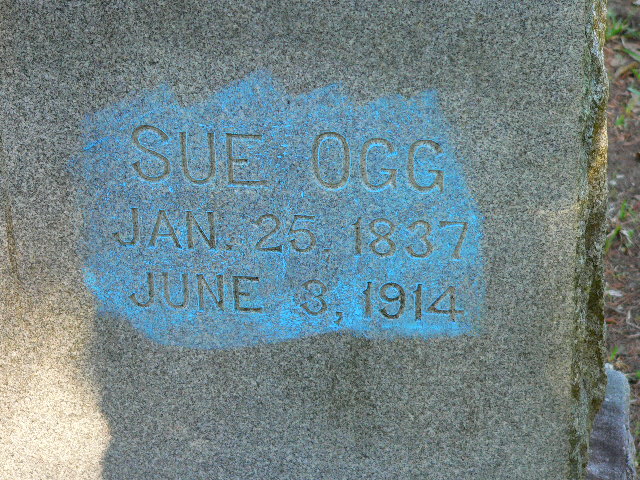 SUE OGG
JAN. 25. 1837
JUNE 3, 1914